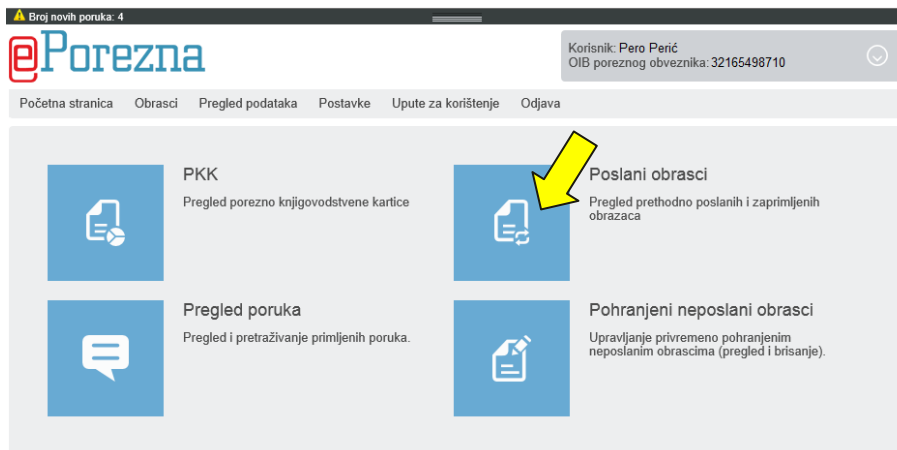 Broj novih poruka: 4
ePorezna
Korisnik: Pero Perić
OIB poreznog obveznika: 32165498710
Početna stranica Obrasci Pregled podataka Postavke Upute za korištenje Odjava
PKK
Pregled porezno knjigovodstvene kartice
Poslani obrasci
Pregled prethodno poslanih i zaprimljenih
obrazaca
Pregled poruka
Pregled i pretraživanje primljenih poruka.
Pohranjeni neposlani obrasci
Upravljanje privremeno pohranjenim
neposlanim obrascima (pregled i brisanje).